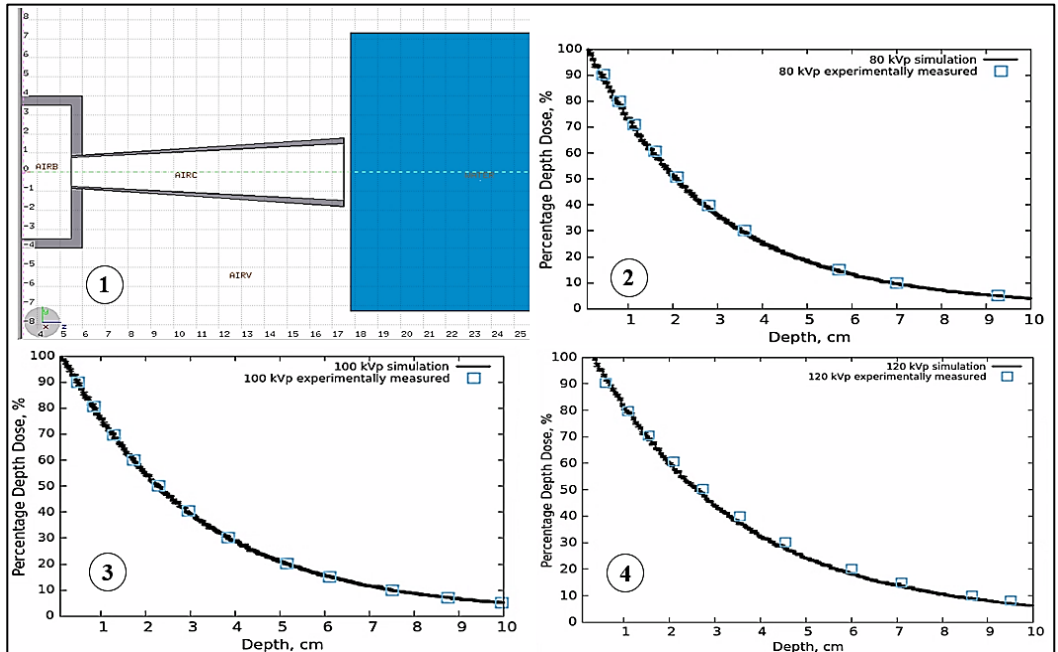 8
7
6
5
4
3
2
1
0
-1
-2
-3
-4
-5
-6
-7
-8
AIRB
AIRC
AIRV
1
y
x
z
4 5 6 7 8 9 10 11 12 13 14 15 16 17 18 19 20 21 22 23 24 25
80 kVp simulation
80 kVp experimentally measured
Percentage Depth Dose, %
100
90
80
70
60
50
40
30
20
10
0
2
1 2 3 4 5 6 7 8 9 10
Depth, cm
100 kVp simulation
100 kVp experimentally measured
Percentage Depth Dose, %
100
90
80
70
60
50
40
30
20
10
0
3
1 2 3 4 5 6 7 8 9 10
Depth, cm
120 kVp simulation
120 kVp experimentally measured
Percentage Depth Dose, %
100
90
80
70
60
50
40
30
20
10
0
4
1 2 3 4 5 6 7 8 9 10
Depth, cm